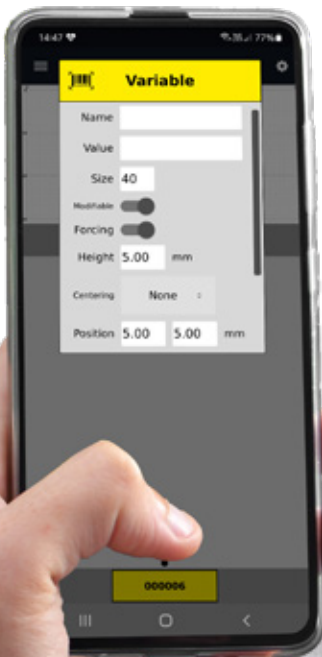 14:47
77%
Variable
Name
Value
Size 40
Modifiable
Forcing
Height 5.00 mm
Centering None
Position 5.00 5.00 mm
000006